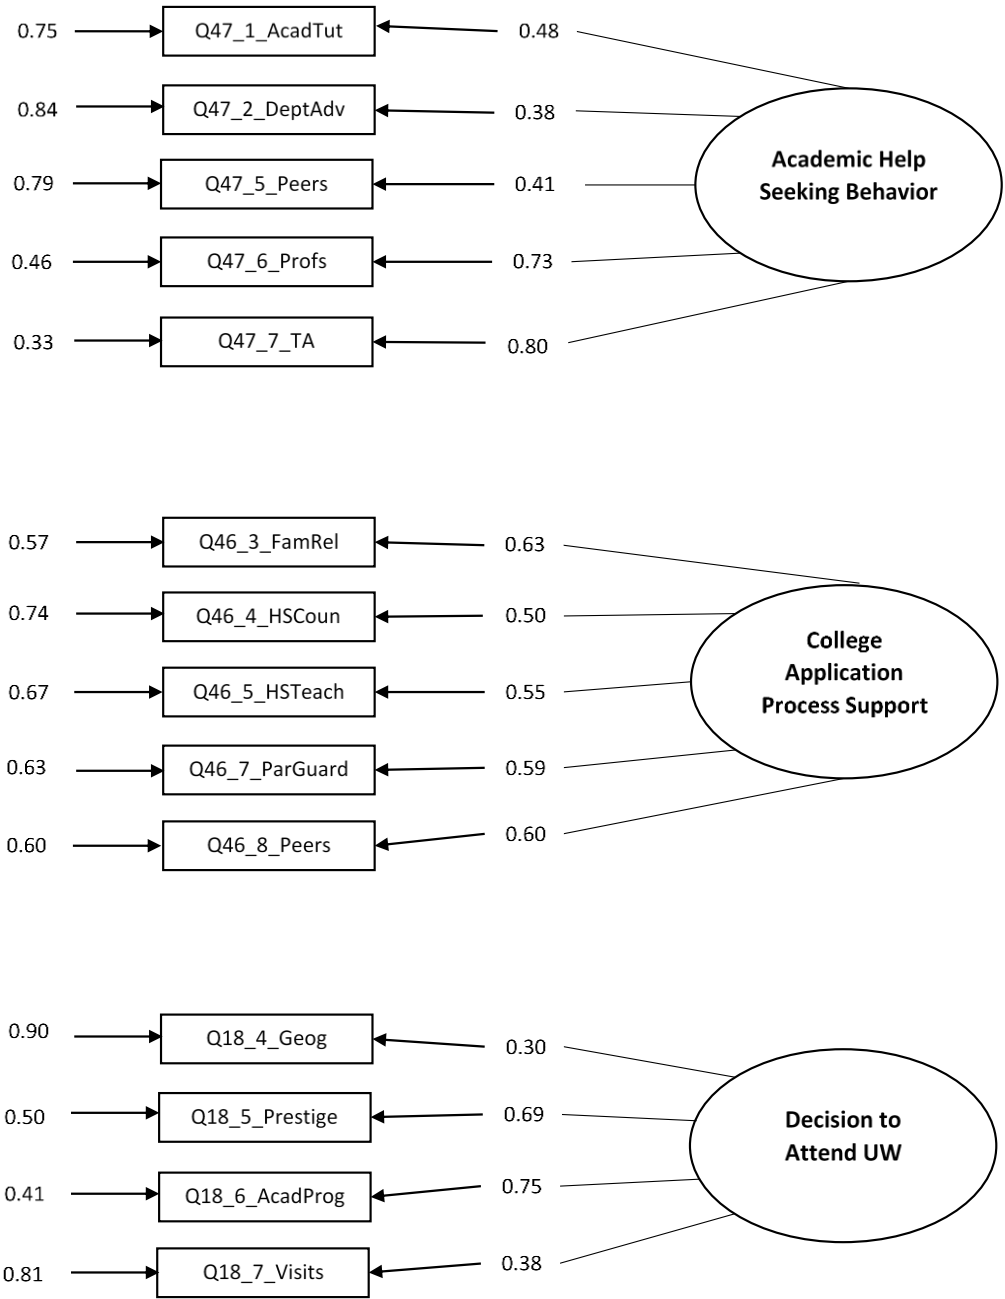 0.75 Q47_1_AcadTut 0.48
0.84 Q47_2_DeptAdv 0.38
0.79 Q47_5_Peers 0.41
0.46 Q47_6_Profs 0.73
0.33 Q47_7_TA 0.80
Academic Help
Seeking Behavior
0.57 Q46_3_FamRel 0.63
0.74 Q46_4_HSCoun 0.50
0.67 Q46_5_HSTeach 0.55
0.63 Q46_7_ParGuard 0.59
0.60 Q46_8_Peers 0.60
College
Application
Process Support
0.90 Q18_4_Geog 0.30
0.50 Q18_5_Prestige 0.69
0.41 Q18_6_AcadProg 0.75
0.81 Q18_7_Visits 0.38
Decision to
Attend UW